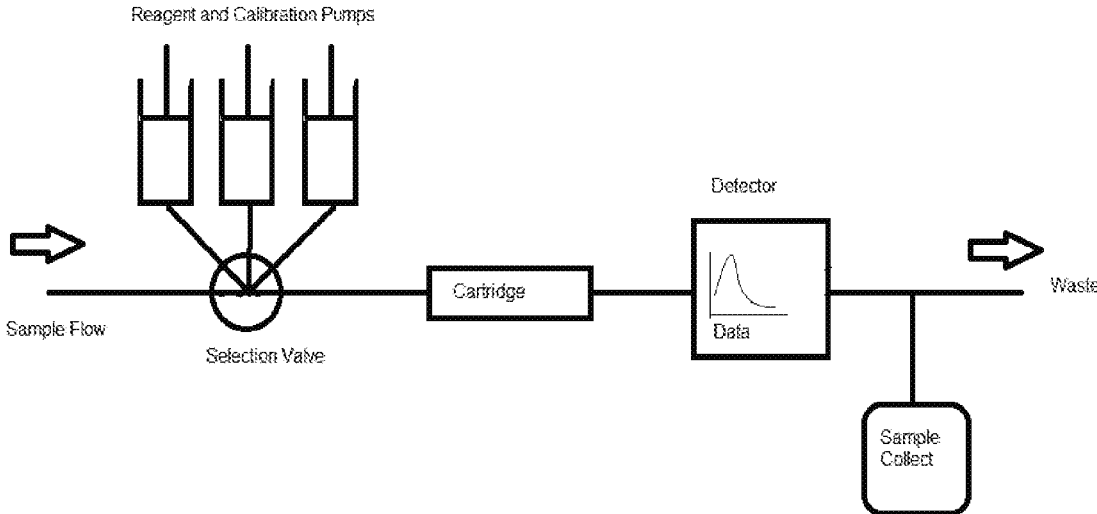 Reagent and Calibration Pumps
Detector
Waste
Cartridge
Data
Sample Flow
Selection Valve
Sample
Collect